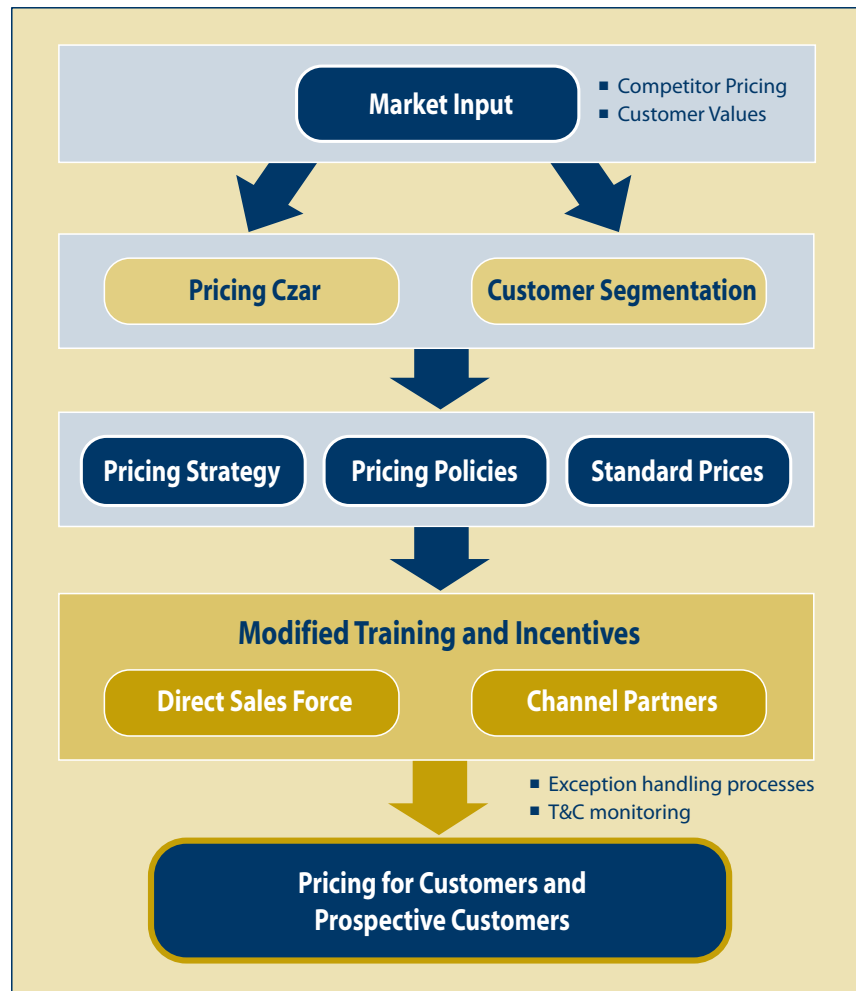 Market Input
■ Competitor Pricing
■ Customer Values
Pricing Czar
Customer Segmentation
Pricing Strategy
Pricing Policies
Standard Prices
Modified Training and Incentives
Direct Sales Force
Channel Partners
■ Exception handling processes
■ T&C monitoring
Pricing for Customers and
Prospective Customers